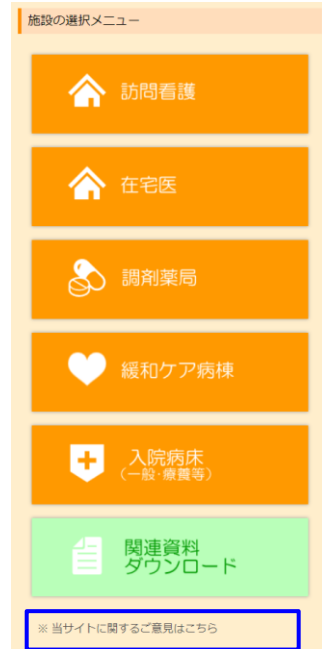 施設の選択メニュー
訪問看護
在宅医
調剤薬局
緩和ケア病棟
入院病床
(一般・療養等)
関連資料
ダウンロード
※ 当サイトに関するご意見はこちら